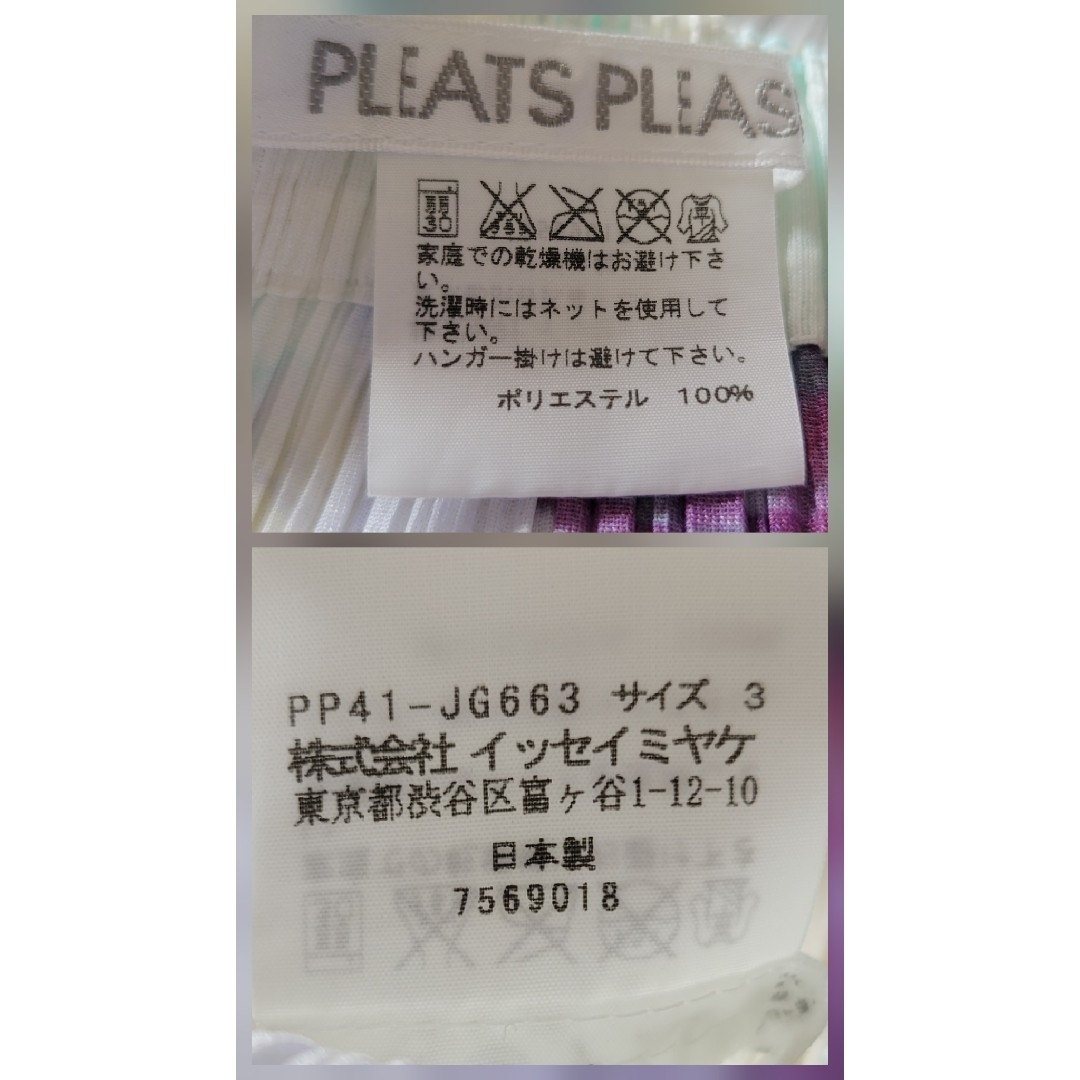 PLEATS PLEAS
弱
30
平
家庭での乾燥機はお避け下さ
い。
洗濯時にはネットを使用して
下さい。
ハンガー掛けは避けて下さい。
ポリエステル 100%
PP41-JG663 サイズ 3
株式会社 イッセイミヤケ
東京都渋谷区富ヶ谷1-12-10
日本製
7569018